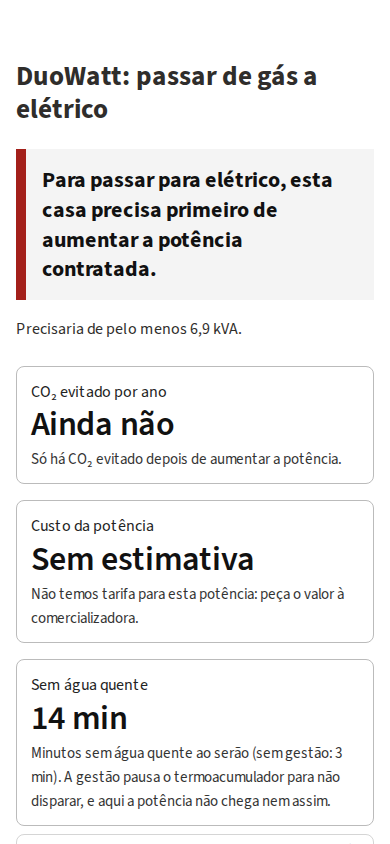 DuoWatt: passar de gás a
elétrico
Para passar para elétrico, esta
casa precisa primeiro de
aumentar a potência
contratada.
Precisaria de pelo menos 6,9 kVA.
CO₂ evitado por ano
Ainda não
Só há CO₂ evitado depois de aumentar a potência.
Custo da potência
Sem estimativa
Não temos tarifa para esta potência: peça o valor à
comercializadora.
Sem água quente
14 min
Minutos sem água quente ao serão (sem gestão: 3
min). A gestão pausa o termoacumulador para não
disparar, e aqui a potência não chega nem assim.